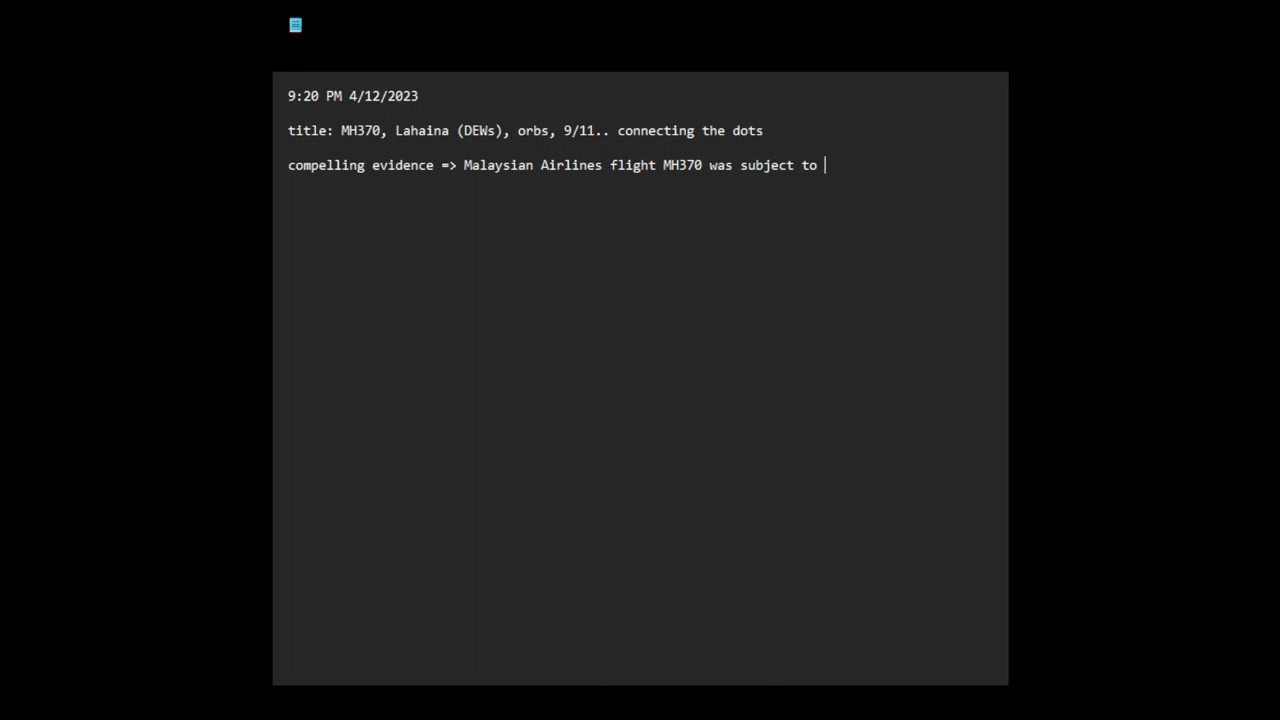 9:20 PM 4/12/2023
title: MH370, Lahaina (DEWs), orbs, 9/11.. connecting the dots
compelling evidence => Malaysian Airlines flight MH370 was subject to